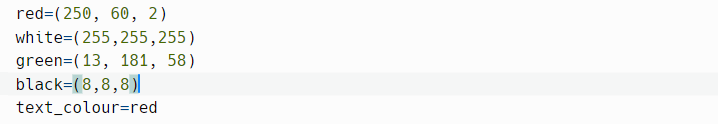 red=(250, 60, 2)
white=(255,255,255)
green=(13, 181, 58)
black=(8,8,8)
text_colour=red